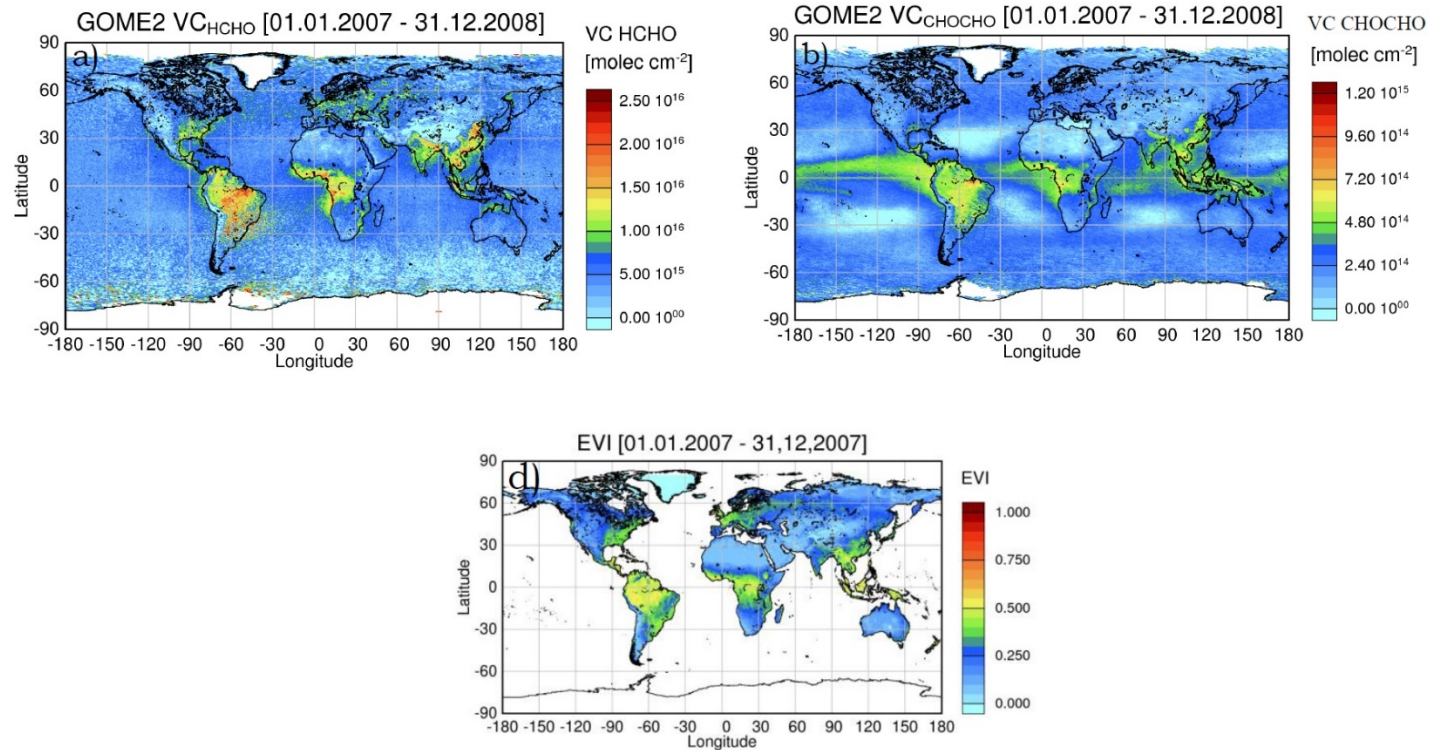 GOME2 VCHCHO [01.01.2007 - 31.12.2008]
VC HCHO
[molec cm-2]
a)
90
60
30
0
-30
-60
-90
Latitude
-180 -150 -120 -90 -60 -30 0 30 60 90 120 150 180
Longitude
2.50 10^16
2.00 10^16
1.50 10^16
1.00 10^16
5.00 10^15
0.00 10^00
GOME2 VCCHOCHO [01.01.2007 - 31.12.2008]
VC CHOCHO
[molec cm-2]
b)
90
60
30
0
-30
-60
-90
Latitude
-180 -150 -120 -90 -60 -30 0 30 60 90 120 150 180
Longitude
1.20 10^15
9.60 10^14
7.20 10^14
4.80 10^14
2.40 10^14
0.00 10^00
EVI [01.01.2007 - 31,12,2007]
EVI
d)
90
60
30
0
-30
-60
-90
Latitude
-180 -150 -120 -90 -60 -30 0 30 60 90 120 150 180
Longitude
1.000
0.750
0.500
0.250
0.000